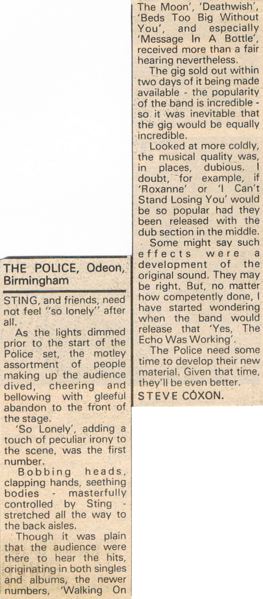 THE POLICE, Odeon,
Birmingham
STING, and friends, need
not feel "so lonely" after
all.
As the lights dimmed
prior to the start of the
Police set, the motley
assortment of people
making up the audience
dived, cheering and
bellowing with gleeful
abandon to the front of
the stage.
'So Lonely', adding a
touch of peculiar irony to
the scene, was the first
number.
Bobbing heads,
clapping hands, seething
bodies - masterfully
controlled by Sting -
stretched all the way to
the back aisles.
Though it was plain
that the audience were
there to hear the hits,
originating in both singles
and albums, the newer
numbers, 'Walking On
The Moon', 'Deathwish',
'Beds Too Big Without
You', and especially
'Message In A Bottle',
received more than a fair
hearing nevertheless.
The gig sold out within
two days of it being made
available - the popularity
of the band is incredible -
so it was inevitable that
the gig would be equally
incredible.
Looked at more coldly,
the musical quality was,
in places, dubious. I
doubt, for example, if
'Roxanne' or 'I Can't
Stand Losing You' would
be so popular had they
been released with the
dub section in the middle.
Some might say such
effects were a
development of the
original sound. They may
be right. But, no matter
how competently done, I
have started wondering
when the band would
release that 'Yes, The
Echo Was Working'.
The Police need some
time to develop their new
material. Given that time,
they'll be even better.
STEVE COXON.